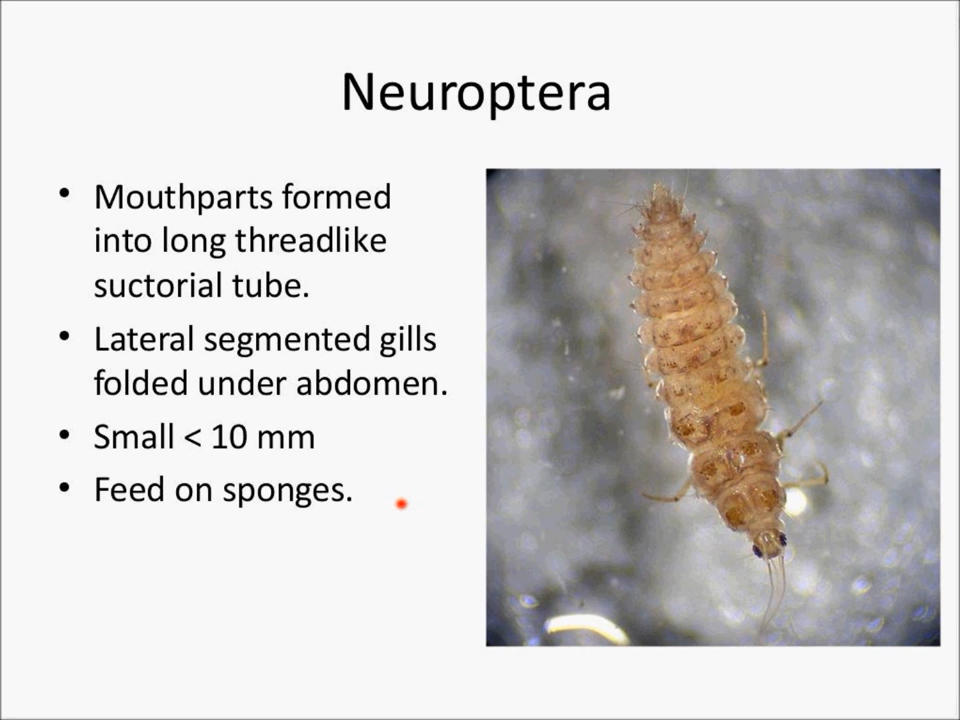 Neuroptera
• Mouthparts formed
into long threadlike
suctorial tube.
• Lateral segmented gills
folded under abdomen.
• Small < 10 mm
• Feed on sponges.